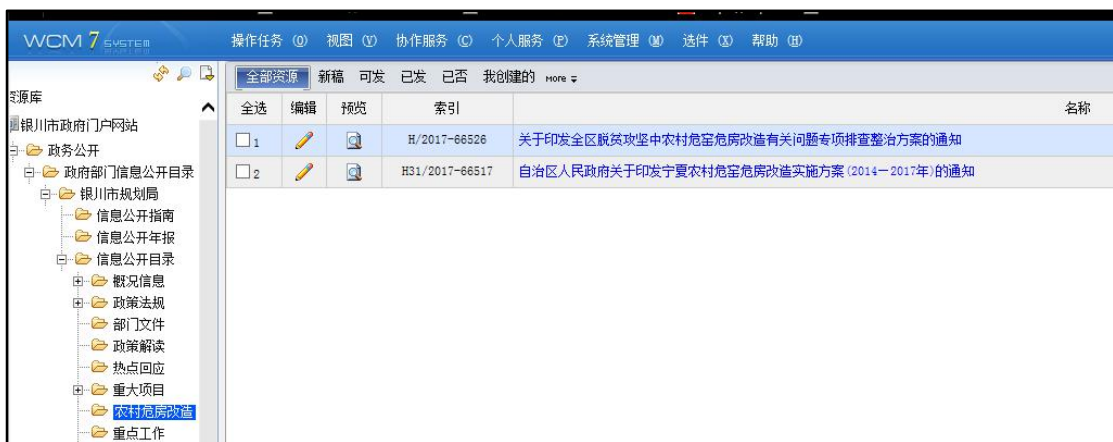 WCM 7 SYSTEM
操作任务 (O) 视图 (V) 协作服务 (C) 个人服务 (P) 系统管理 (M) 选件 (X) 帮助 (H)
全部资源 新稿 可发 已发 已否 我创建的 More
资源库
银川市政府门户网站
政务公开
政府部门信息公开目录
银川市规划局
信息公开指南
信息公开年报
信息公开目录
概况信息
政策法规
部门文件
政策解读
热点回应
重大项目
农村危房改造
重点工作
全选 编辑 预览 索引 名称
1 H/2017-66526 关于印发全区脱贫攻坚中农村危窑危房改造有关问题专项排查整治方案的通知
2 H31/2017-66517 自治区人民政府关于印发宁夏农村危窑危房改造实施方案(2014—2017年)的通知